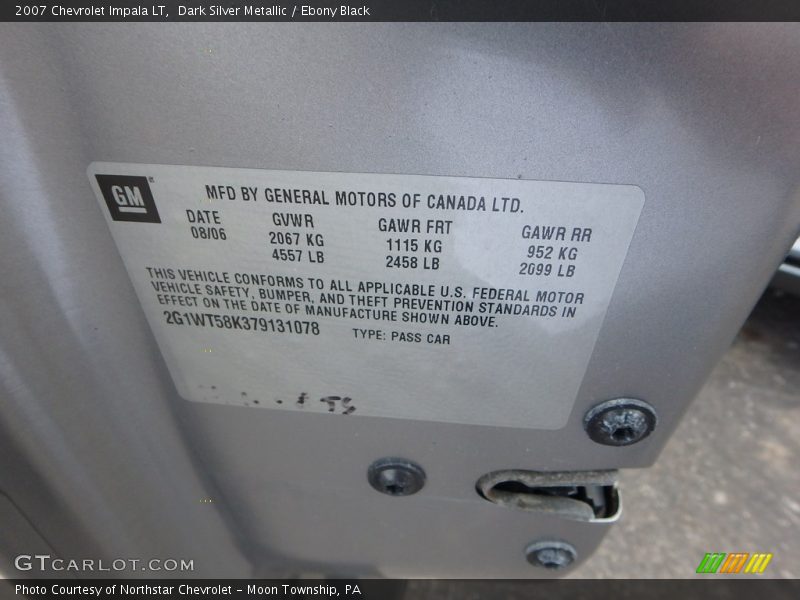 2007 Chevrolet Impala LT, Dark Silver Metallic / Ebony Black
GM
MFD BY GENERAL MOTORS OF CANADA LTD.
DATE GVWR GAWR FRT GAWR RR
08/06 2067 KG 1115 KG 952 KG
4557 LB 2458 LB 2099 LB
THIS VEHICLE CONFORMS TO ALL APPLICABLE U.S. FEDERAL MOTOR
VEHICLE SAFETY, BUMPER, AND THEFT PREVENTION STANDARDS IN
EFFECT ON THE DATE OF MANUFACTURE SHOWN ABOVE.
2G1WT58K379131078 TYPE: PASS CAR
GTCARLOT.COM
Photo Courtesy of Northstar Chevrolet - Moon Township, PA